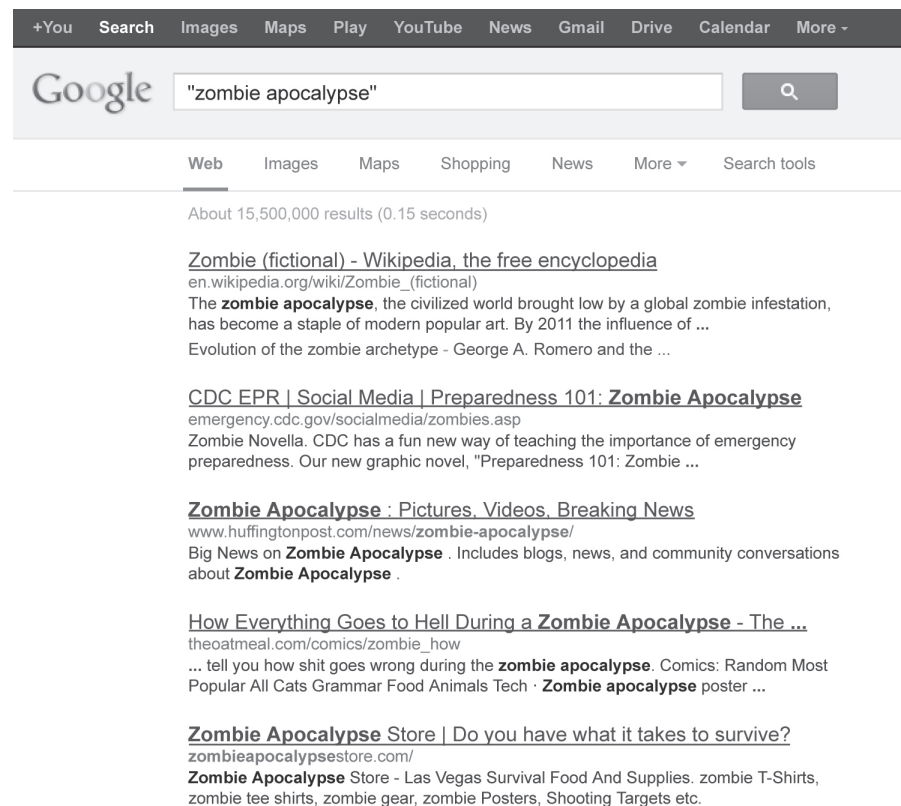 +You Search Images Maps Play YouTube News Gmail Drive Calendar More
Google "zombie apocalypse"
Web Images Maps Shopping News More Search tools
About 15,500,000 results (0.15 seconds)
Zombie (fictional) - Wikipedia, the free encyclopedia
en.wikipedia.org/wiki/Zombie_(fictional)
The zombie apocalypse, the civilized world brought low by a global zombie infestation,
has become a staple of modern popular art. By 2011 the influence of ...
Evolution of the zombie archetype - George A. Romero and the ...
CDC EPR | Social Media | Preparedness 101: Zombie Apocalypse
emergency.cdc.gov/socialmedia/zombies.asp
Zombie Novella. CDC has a fun new way of teaching the importance of emergency
preparedness. Our new graphic novel, "Preparedness 101: Zombie ...
Zombie Apocalypse : Pictures, Videos, Breaking News
www.huffingtonpost.com/news/zombie-apocalypse/
Big News on Zombie Apocalypse . Includes blogs, news, and community conversations
about Zombie Apocalypse .
How Everything Goes to Hell During a Zombie Apocalypse - The ...
theoatmeal.com/comics/zombie_how
... tell you how shit goes wrong during the zombie apocalypse. Comics: Random Most
Popular All Cats Grammar Food Animals Tech · Zombie apocalypse poster ...
Zombie Apocalypse Store | Do you have what it takes to survive?
zombieapocalypsestore.com/
Zombie Apocalypse Store - Las Vegas Survival Food And Supplies. zombie T-Shirts,
zombie tee shirts, zombie gear, zombie Posters, Shooting Targets etc.